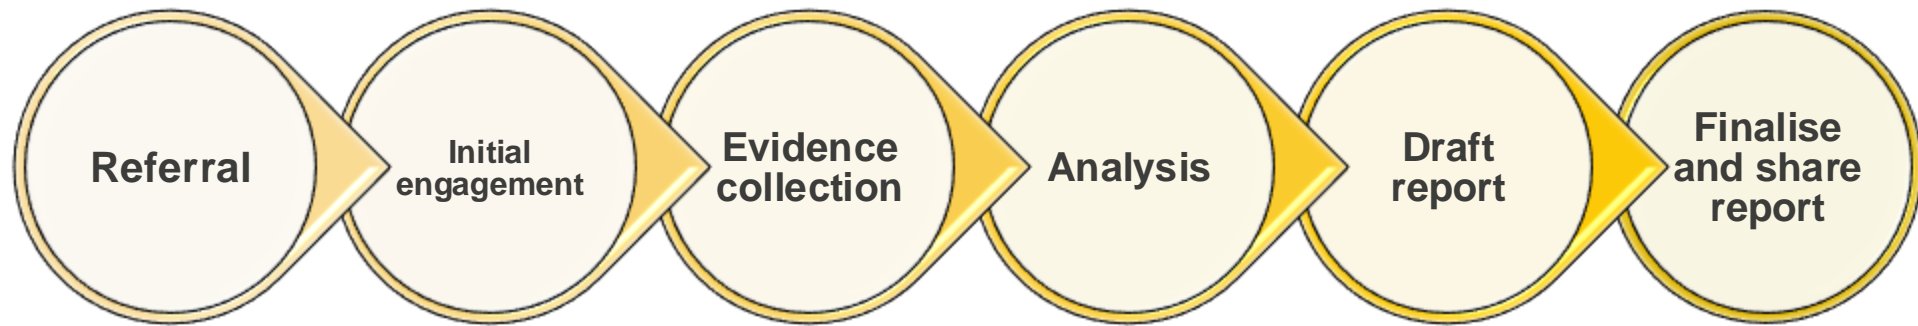 Referral
Initial
engagement
Evidence
collection
Analysis
Draft
report
Finalise
and share
report